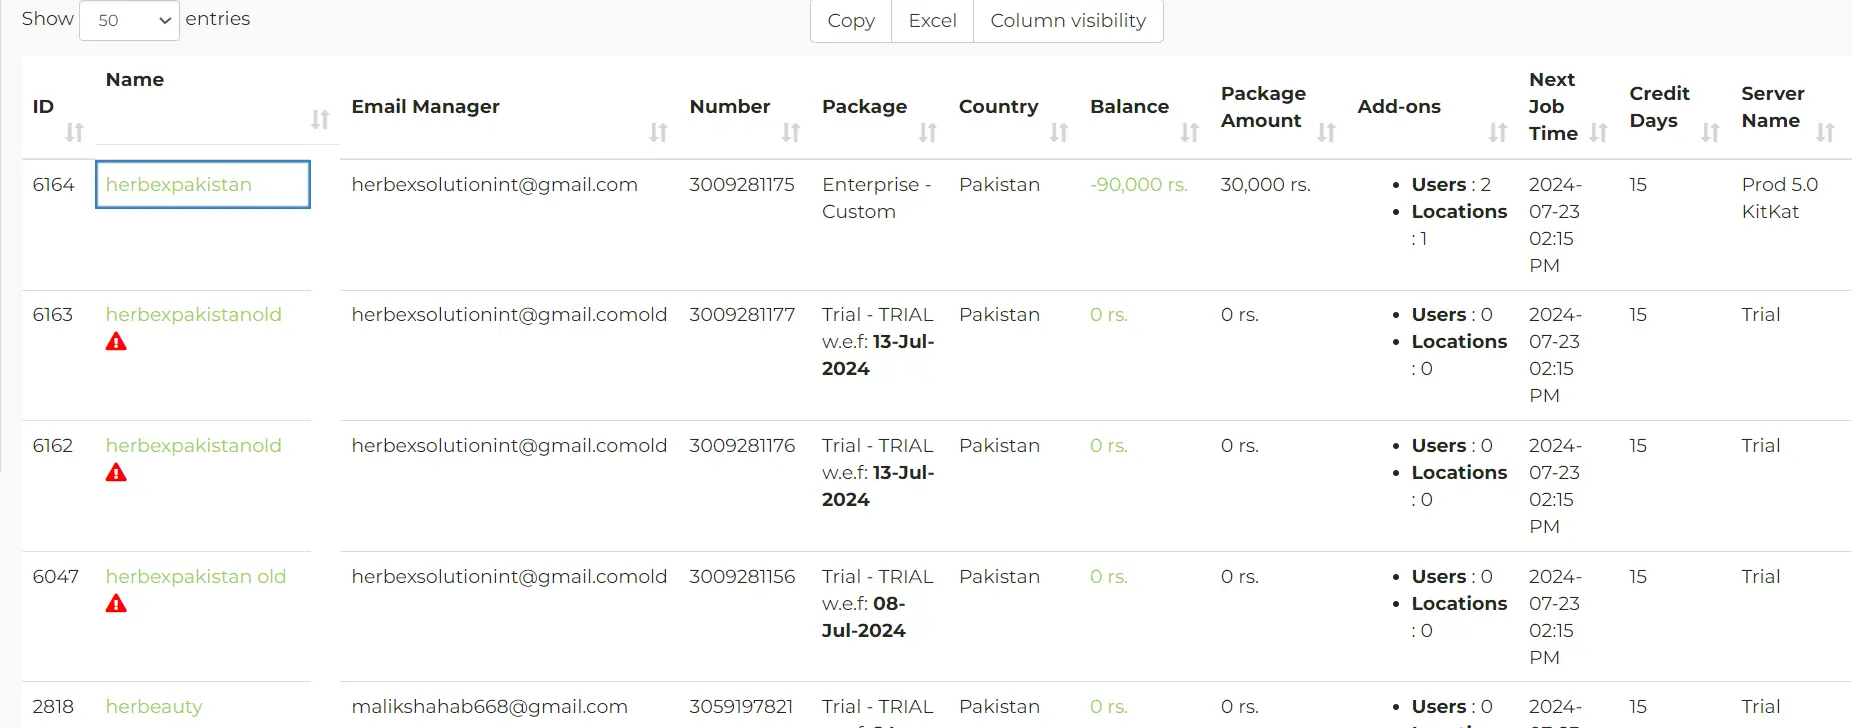 Show 50 entries
Copy Excel Column visibility
ID Name Email Manager Number Package Country Balance Package Amount Add-ons Next Job Time Credit Days Server Name
6164 herbexpakistan herbexsolutionint@gmail.com 3009281175 Enterprise - Custom Pakistan -90,000 rs. 30,000 rs. Users : 2 Locations : 1 2024-07-23 02:15 PM 15 Prod 5.0 KitKat
6163 herbexpakistanold herbexsolutionint@gmail.comold 3009281177 Trial - TRIAL w.e.f: 13-Jul-2024 Pakistan 0 rs. 0 rs. Users : 0 Locations : 0 2024-07-23 02:15 PM 15 Trial
6162 herbexpakistanold herbexsolutionint@gmail.comold 3009281176 Trial - TRIAL w.e.f: 13-Jul-2024 Pakistan 0 rs. 0 rs. Users : 0 Locations : 0 2024-07-23 02:15 PM 15 Trial
6047 herbexpakistan old herbexsolutionint@gmail.comold 3009281156 Trial - TRIAL w.e.f: 08-Jul-2024 Pakistan 0 rs. 0 rs. Users : 0 Locations : 0 2024-07-23 02:15 PM 15 Trial
2818 herbeauty malikshahab668@gmail.com 3059197821 Trial - TRIAL Pakistan 0 rs. 0 rs. Users : 0 2024- 15 Trial